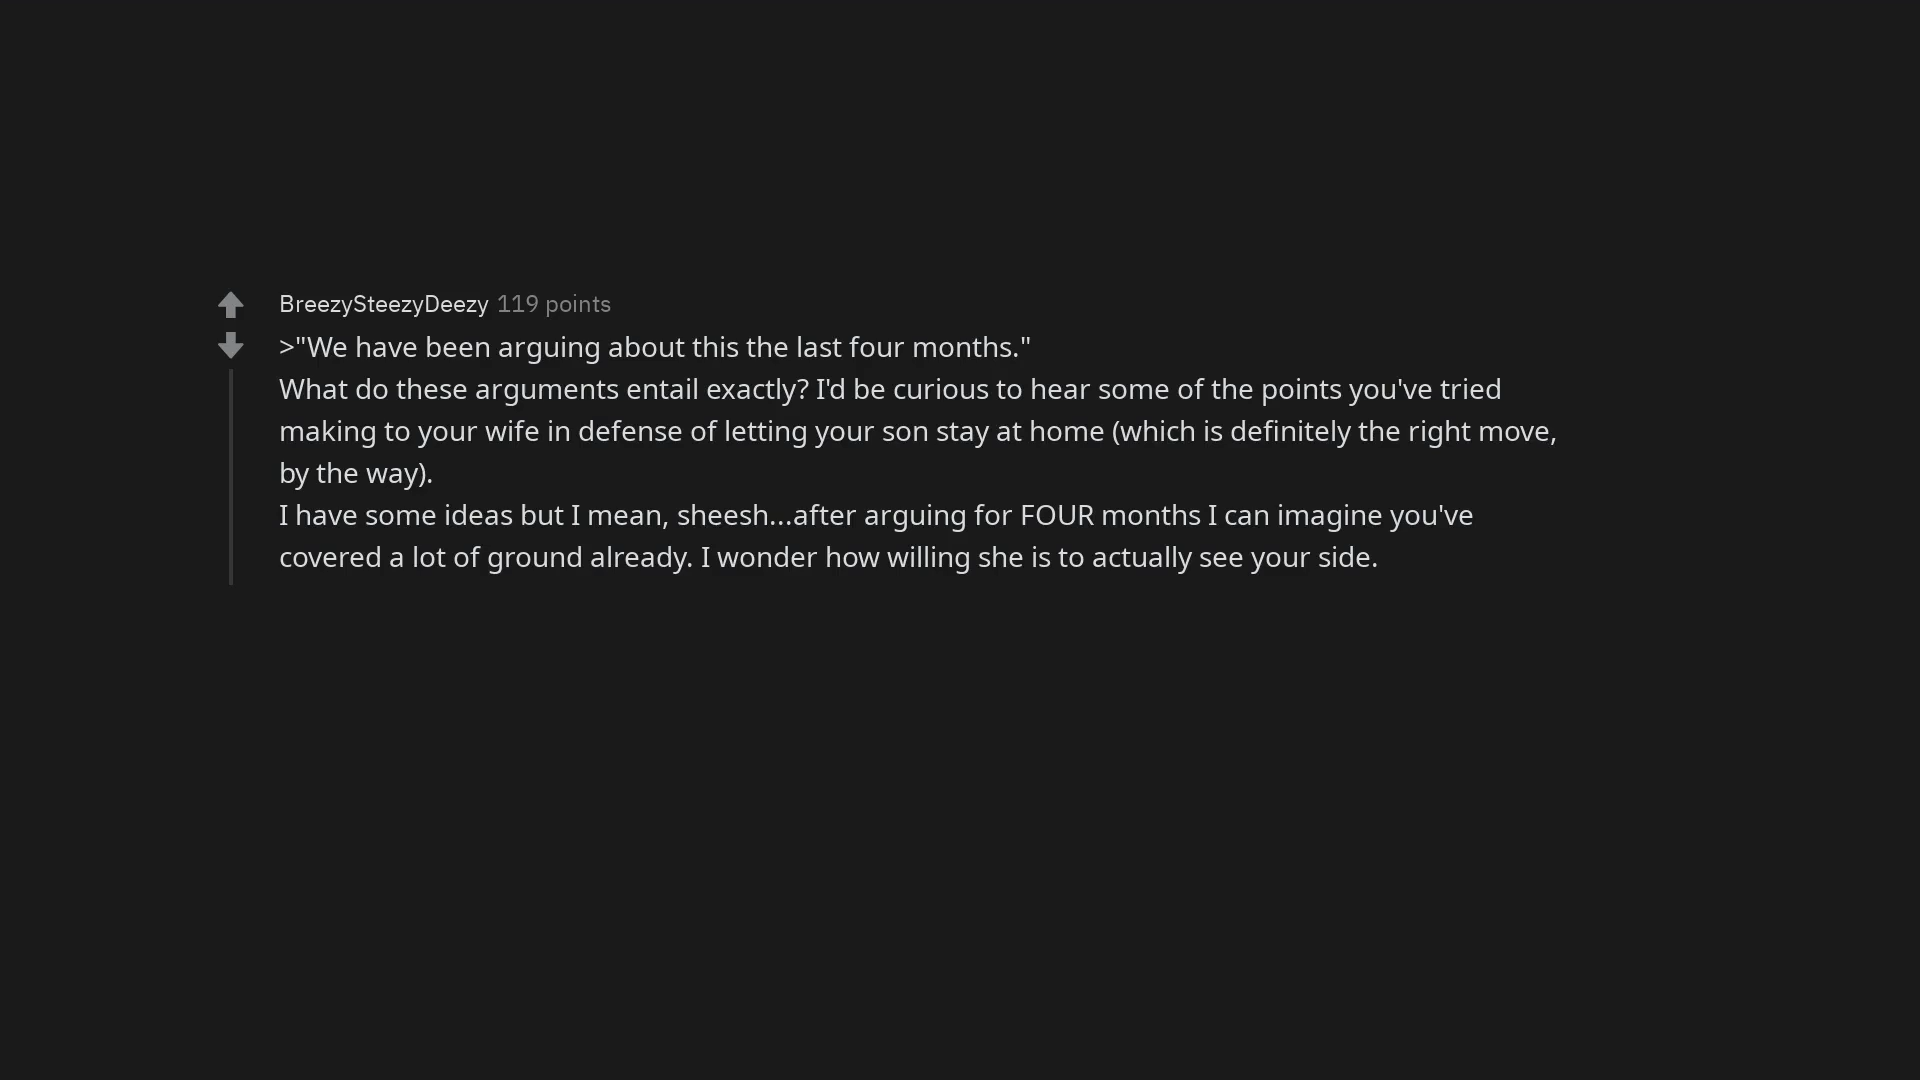 BreezySteezyDeezy 119 points
>"We have been arguing about this the last four months."
What do these arguments entail exactly? I'd be curious to hear some of the points you've tried
making to your wife in defense of letting your son stay at home (which is definitely the right move,
by the way).
I have some ideas but I mean, sheesh...after arguing for FOUR months I can imagine you've
covered a lot of ground already. I wonder how willing she is to actually see your side.